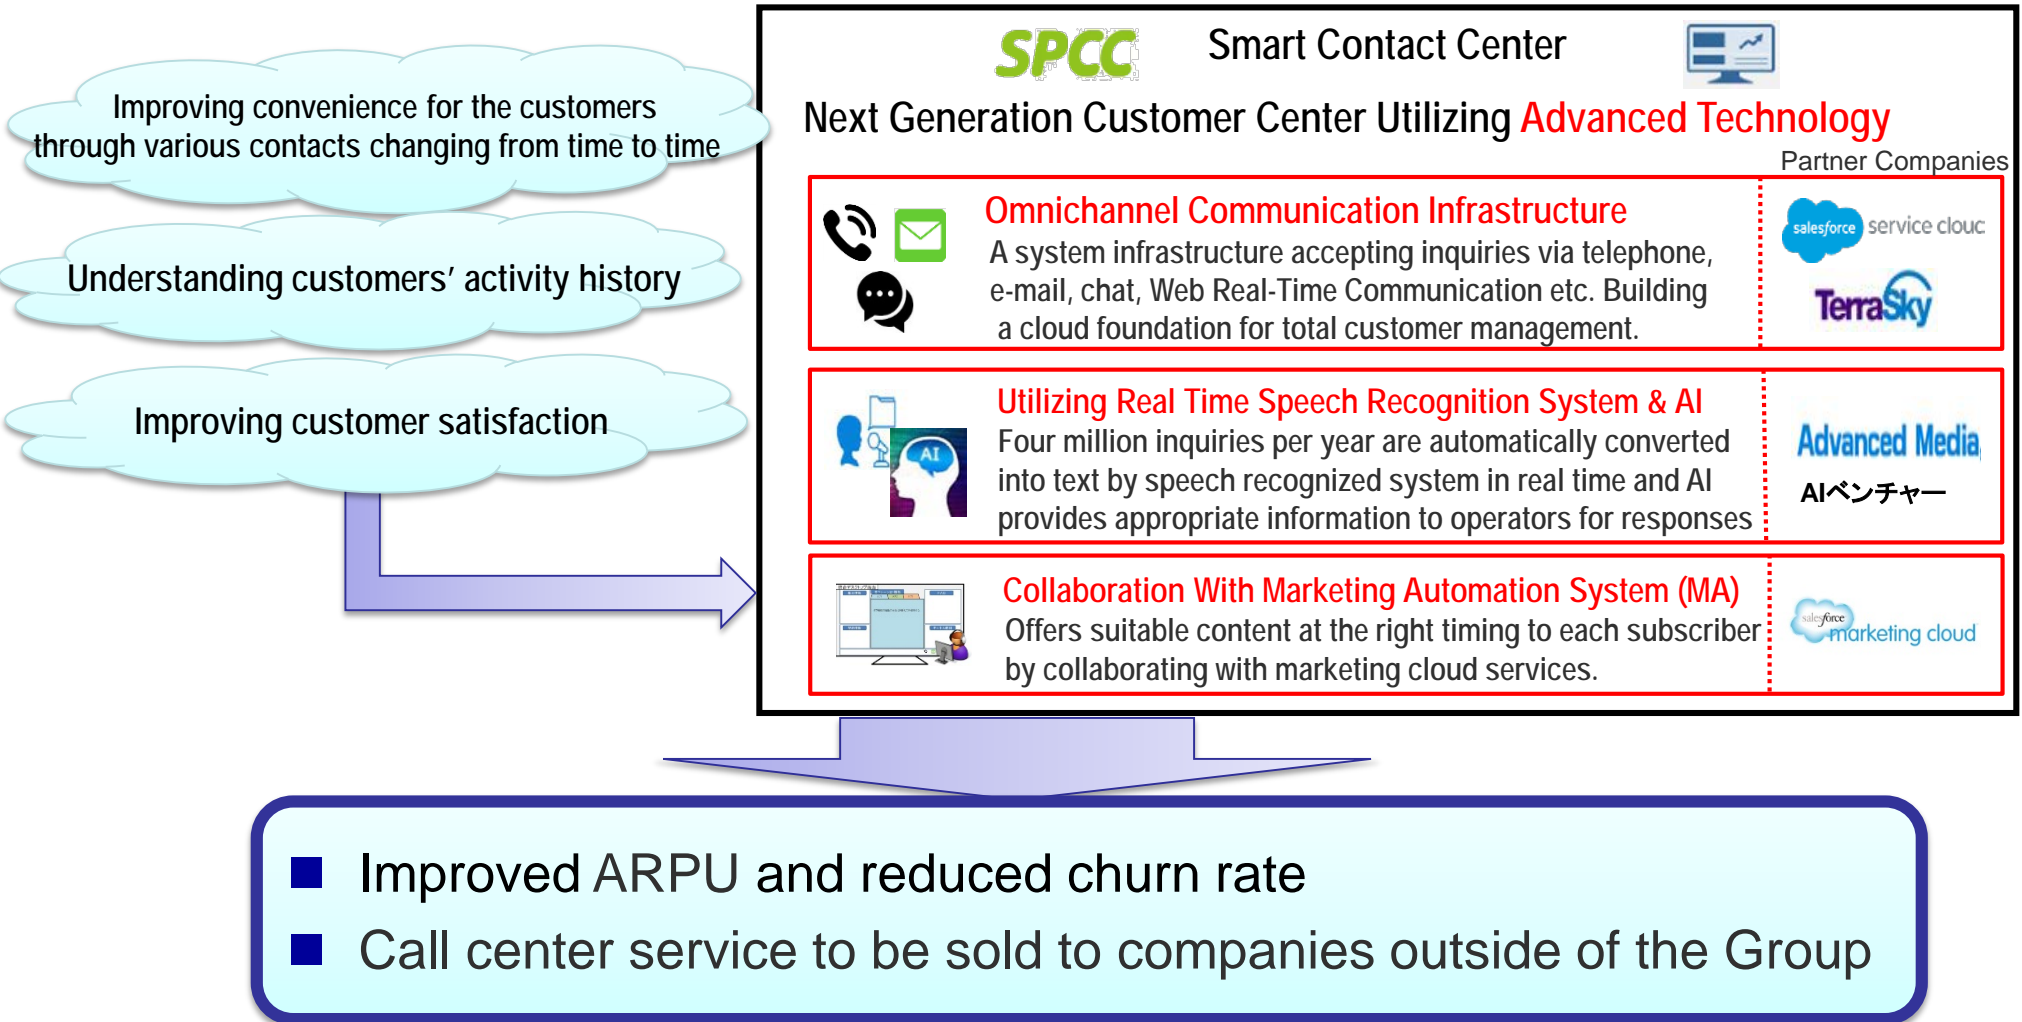 Improving convenience for the customers
through various contacts changing from time to time
Understanding customers' activity history
Improving customer satisfaction
SPCC
Smart Contact Center
Next Generation Customer Center Utilizing Advanced Technology
Partner Companies
Omnichannel Communication Infrastructure
A system infrastructure accepting inquiries via telephone,
e-mail, chat, Web Real-Time Communication etc. Building
a cloud foundation for total customer management.
salesforce service cloud
TerraSky
Utilizing Real Time Speech Recognition System & AI
Four million inquiries per year are automatically converted
into text by speech recognized system in real time and AI
provides appropriate information to operators for responses
AI
Advanced Media
AIベンチャー
Collaboration With Marketing Automation System (MA)
Offers suitable content at the right timing to each subscriber
by collaborating with marketing cloud services.
salesforce
marketing cloud
Improved ARPU and reduced churn rate
Call center service to be sold to companies outside of the Group